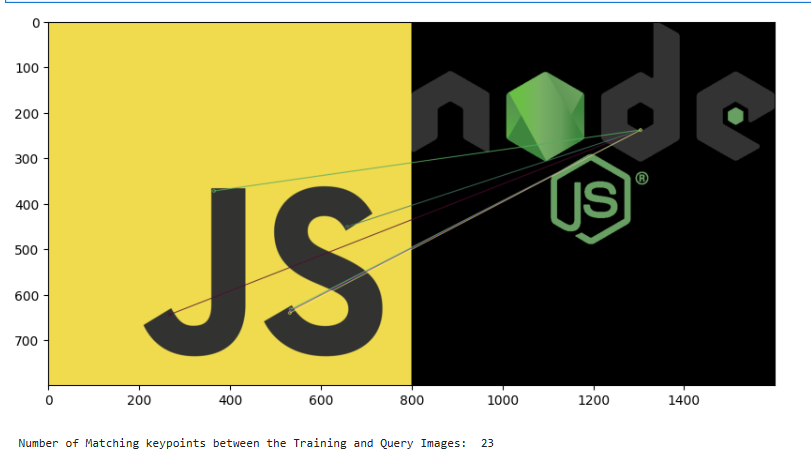 0
100
200
300
400
500
600
700
node
JS
JS®
0 200 400 600 800 1000 1200 1400
Number of Matching keypoints between the Training and Query Images: 23